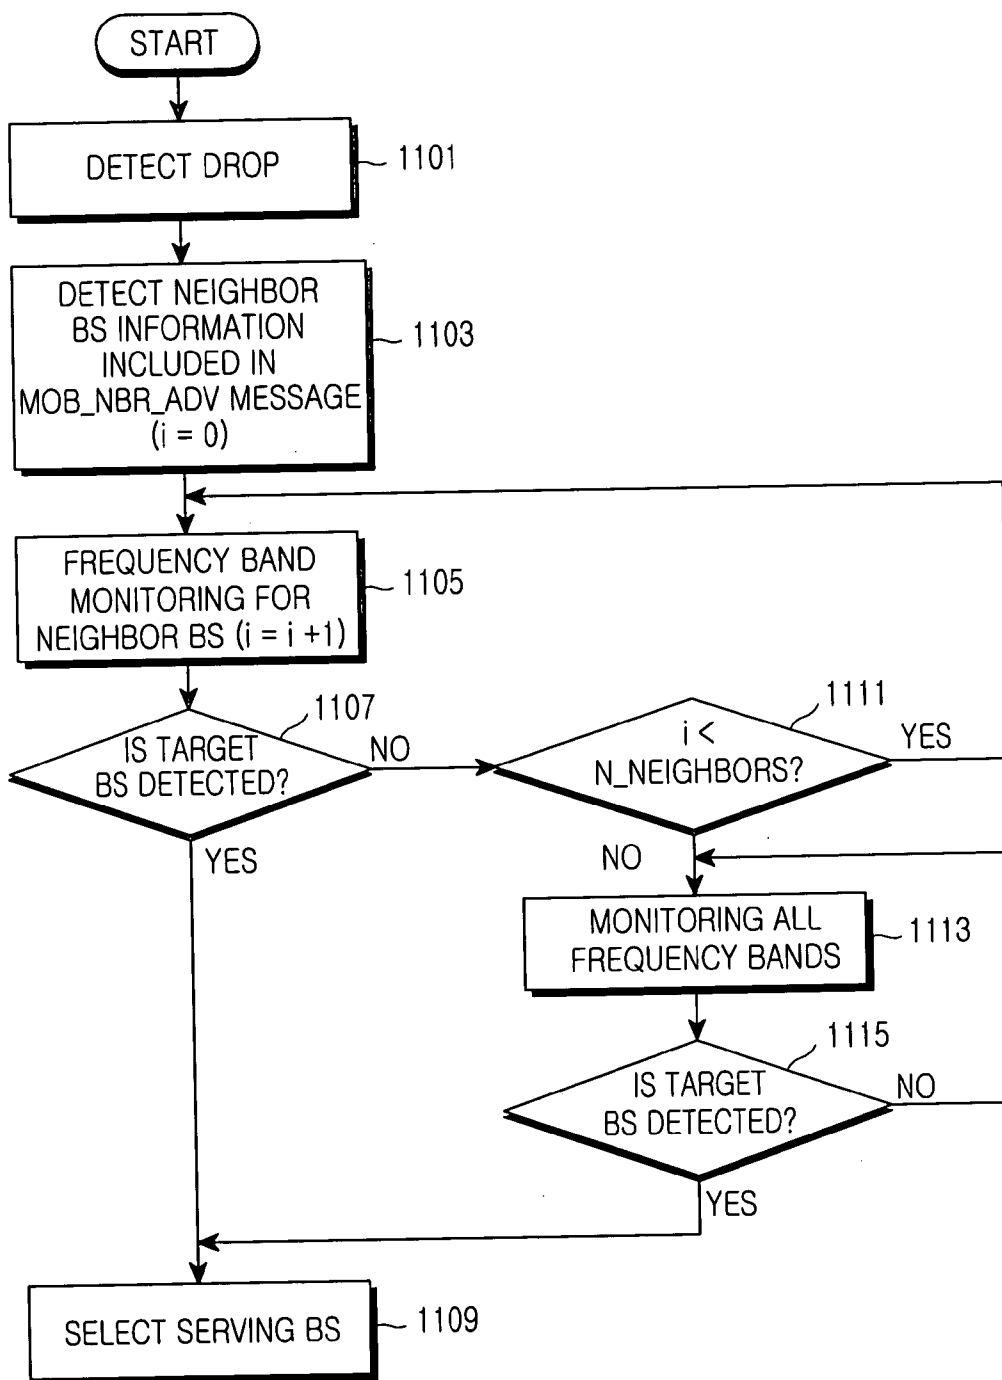 START
DETECT DROP
1101
DETECT NEIGHBOR
BS INFORMATION
INCLUDED IN
MOB_NBR_ADV MESSAGE
(i = 0)
1103
FREQUENCY BAND
MONITORING FOR
NEIGHBOR BS (i = i +1)
1105
IS TARGET
BS DETECTED?
1107
NO
YES
i <
N_NEIGHBORS?
1111
YES
NO
MONITORING ALL
FREQUENCY BANDS
1113
IS TARGET
BS DETECTED?
1115
NO
YES
SELECT SERVING BS
1109